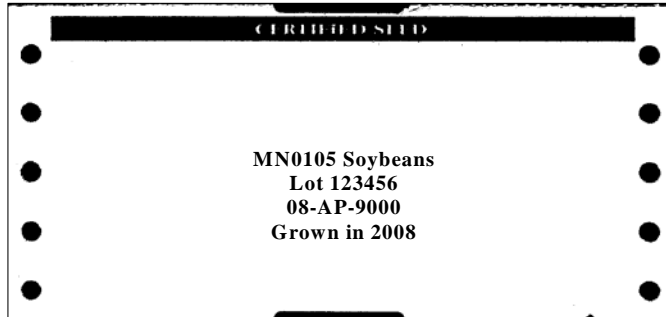 CERTIFIED SEED
MN0105 Soybeans
Lot 123456
08-AP-9000
Grown in 2008